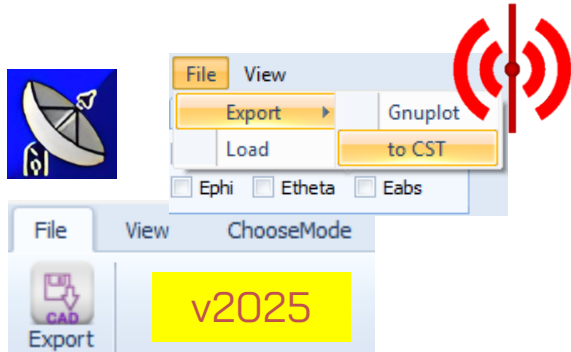 File View
Export Gnuplot
Load to CST
Ephi Etheta Eabs
File View ChooseMode
CAD
Export
v2025